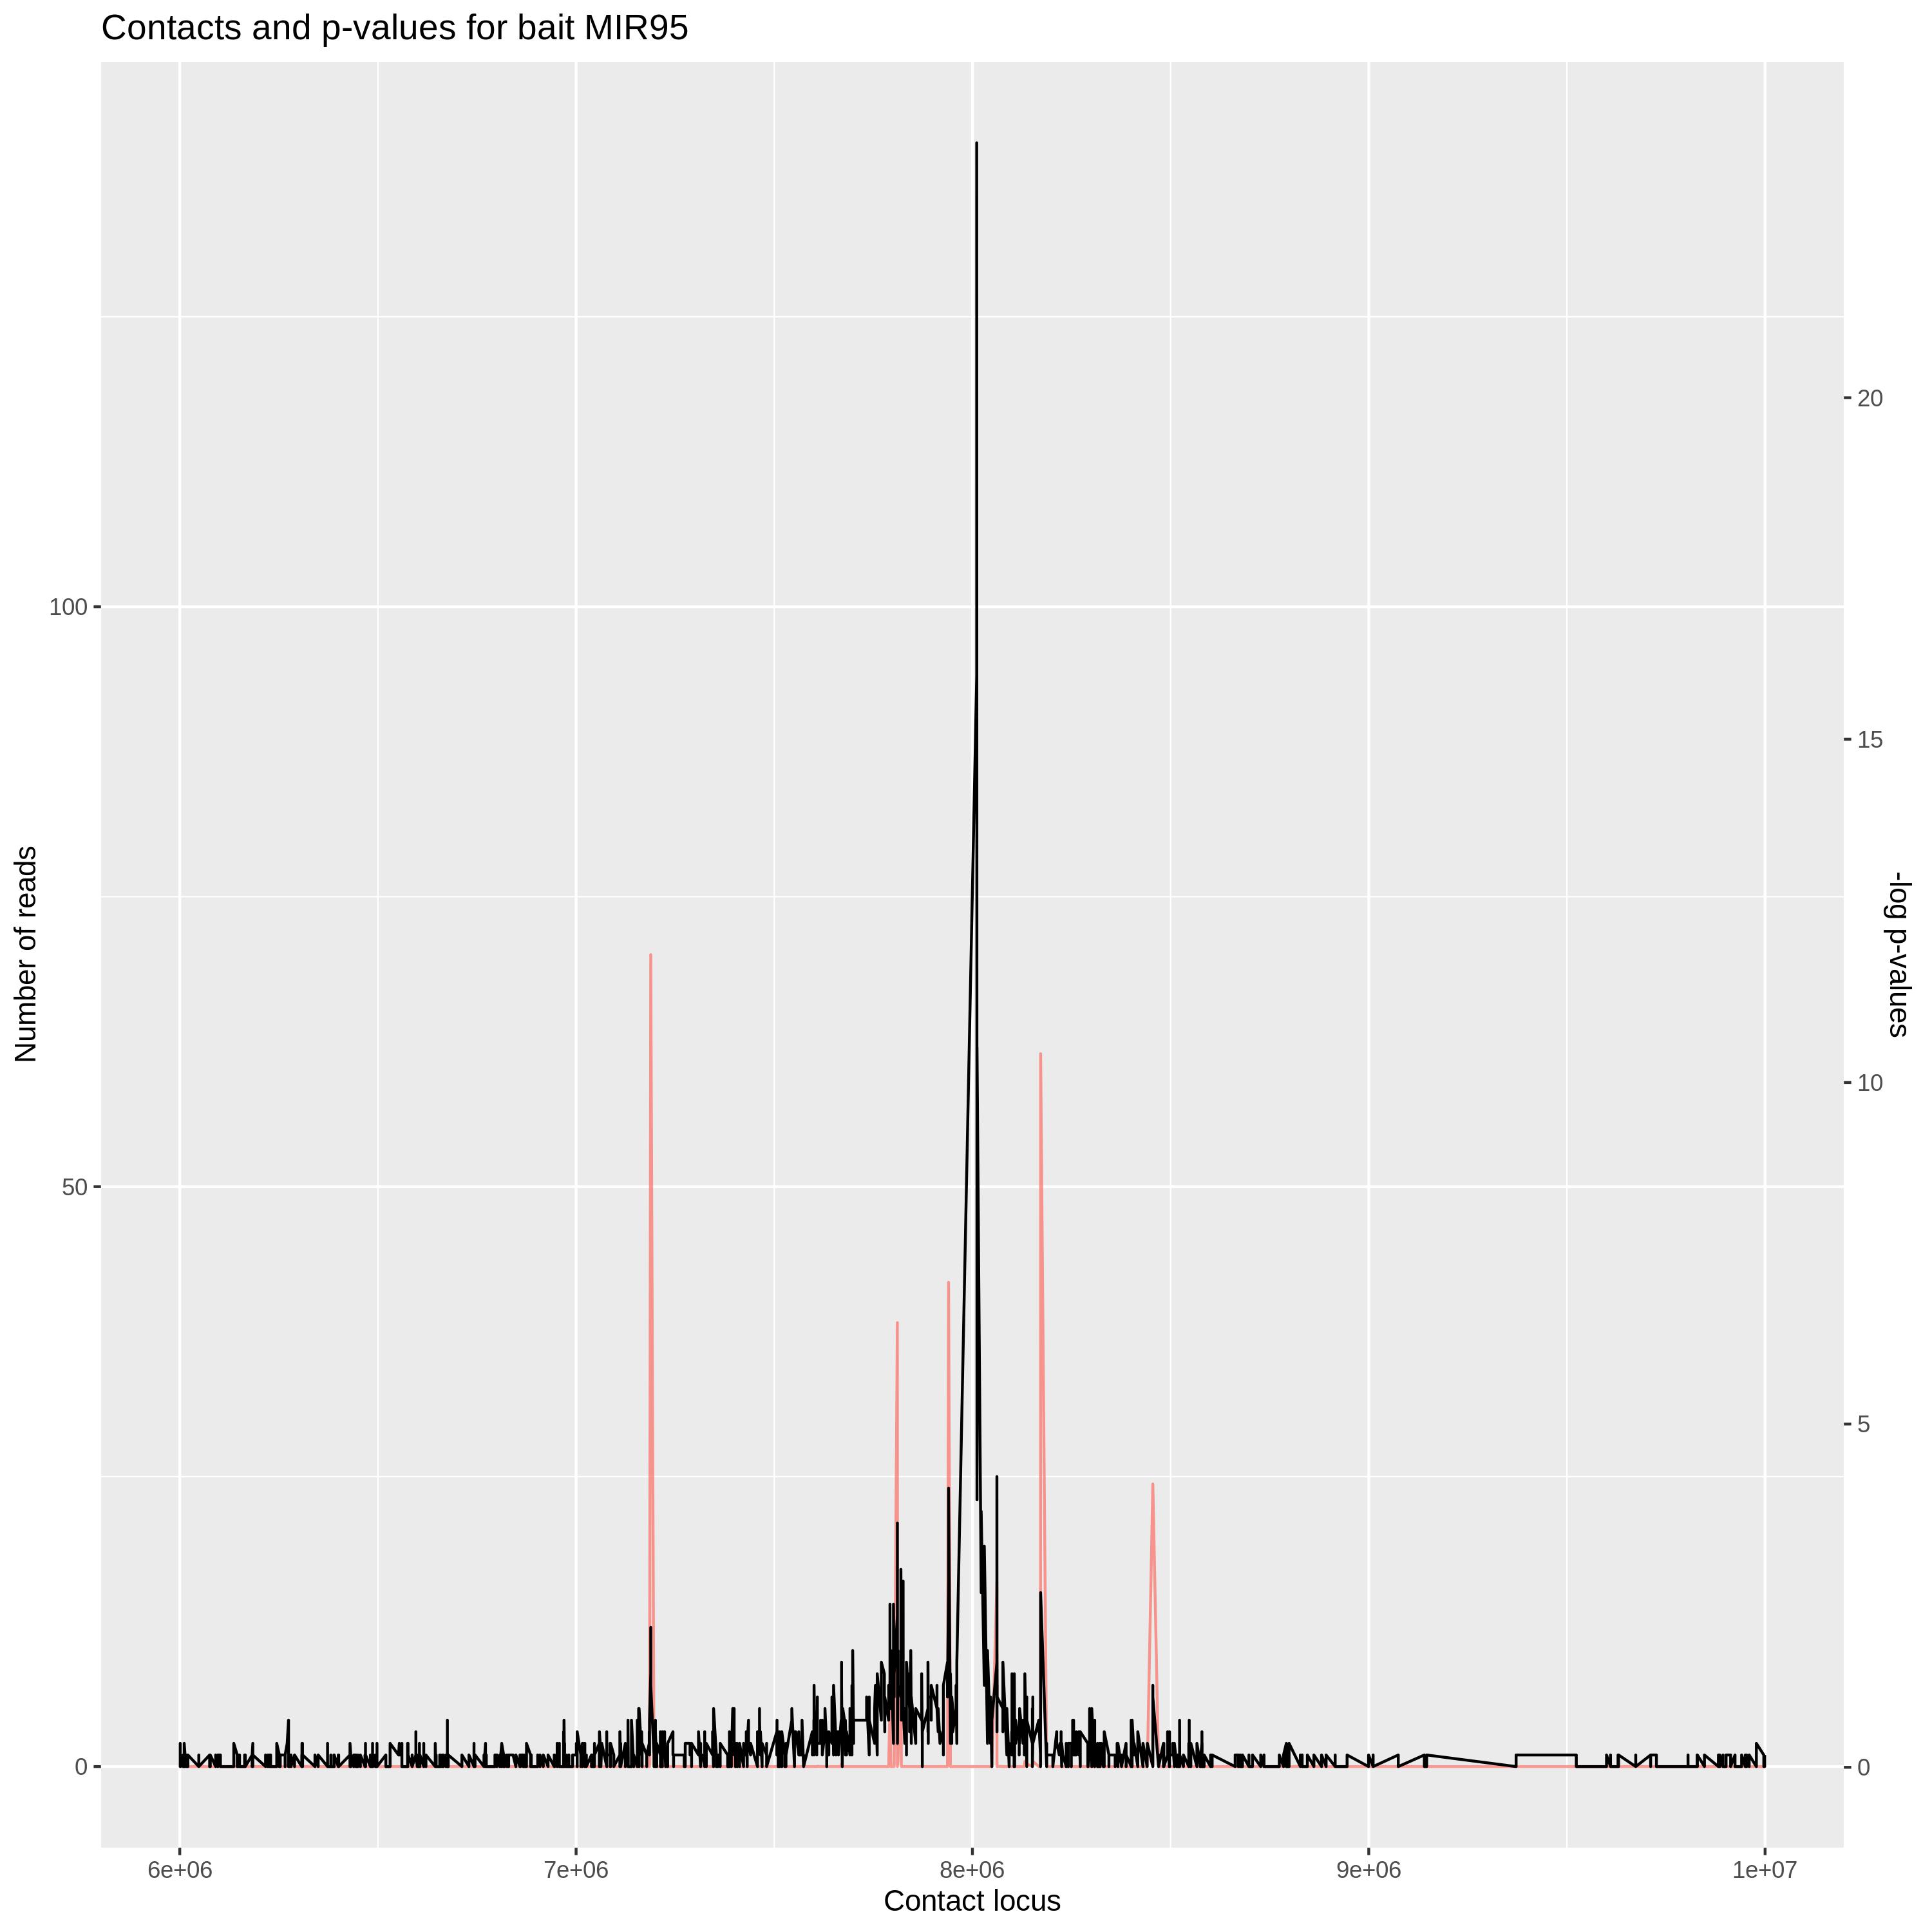 Contacts and p-values for bait MIR95
Number of reads
100
50
0
20
15
10
5
0
-log p-values
6e+06
7e+06
8e+06
9e+06
1e+07
Contact locus